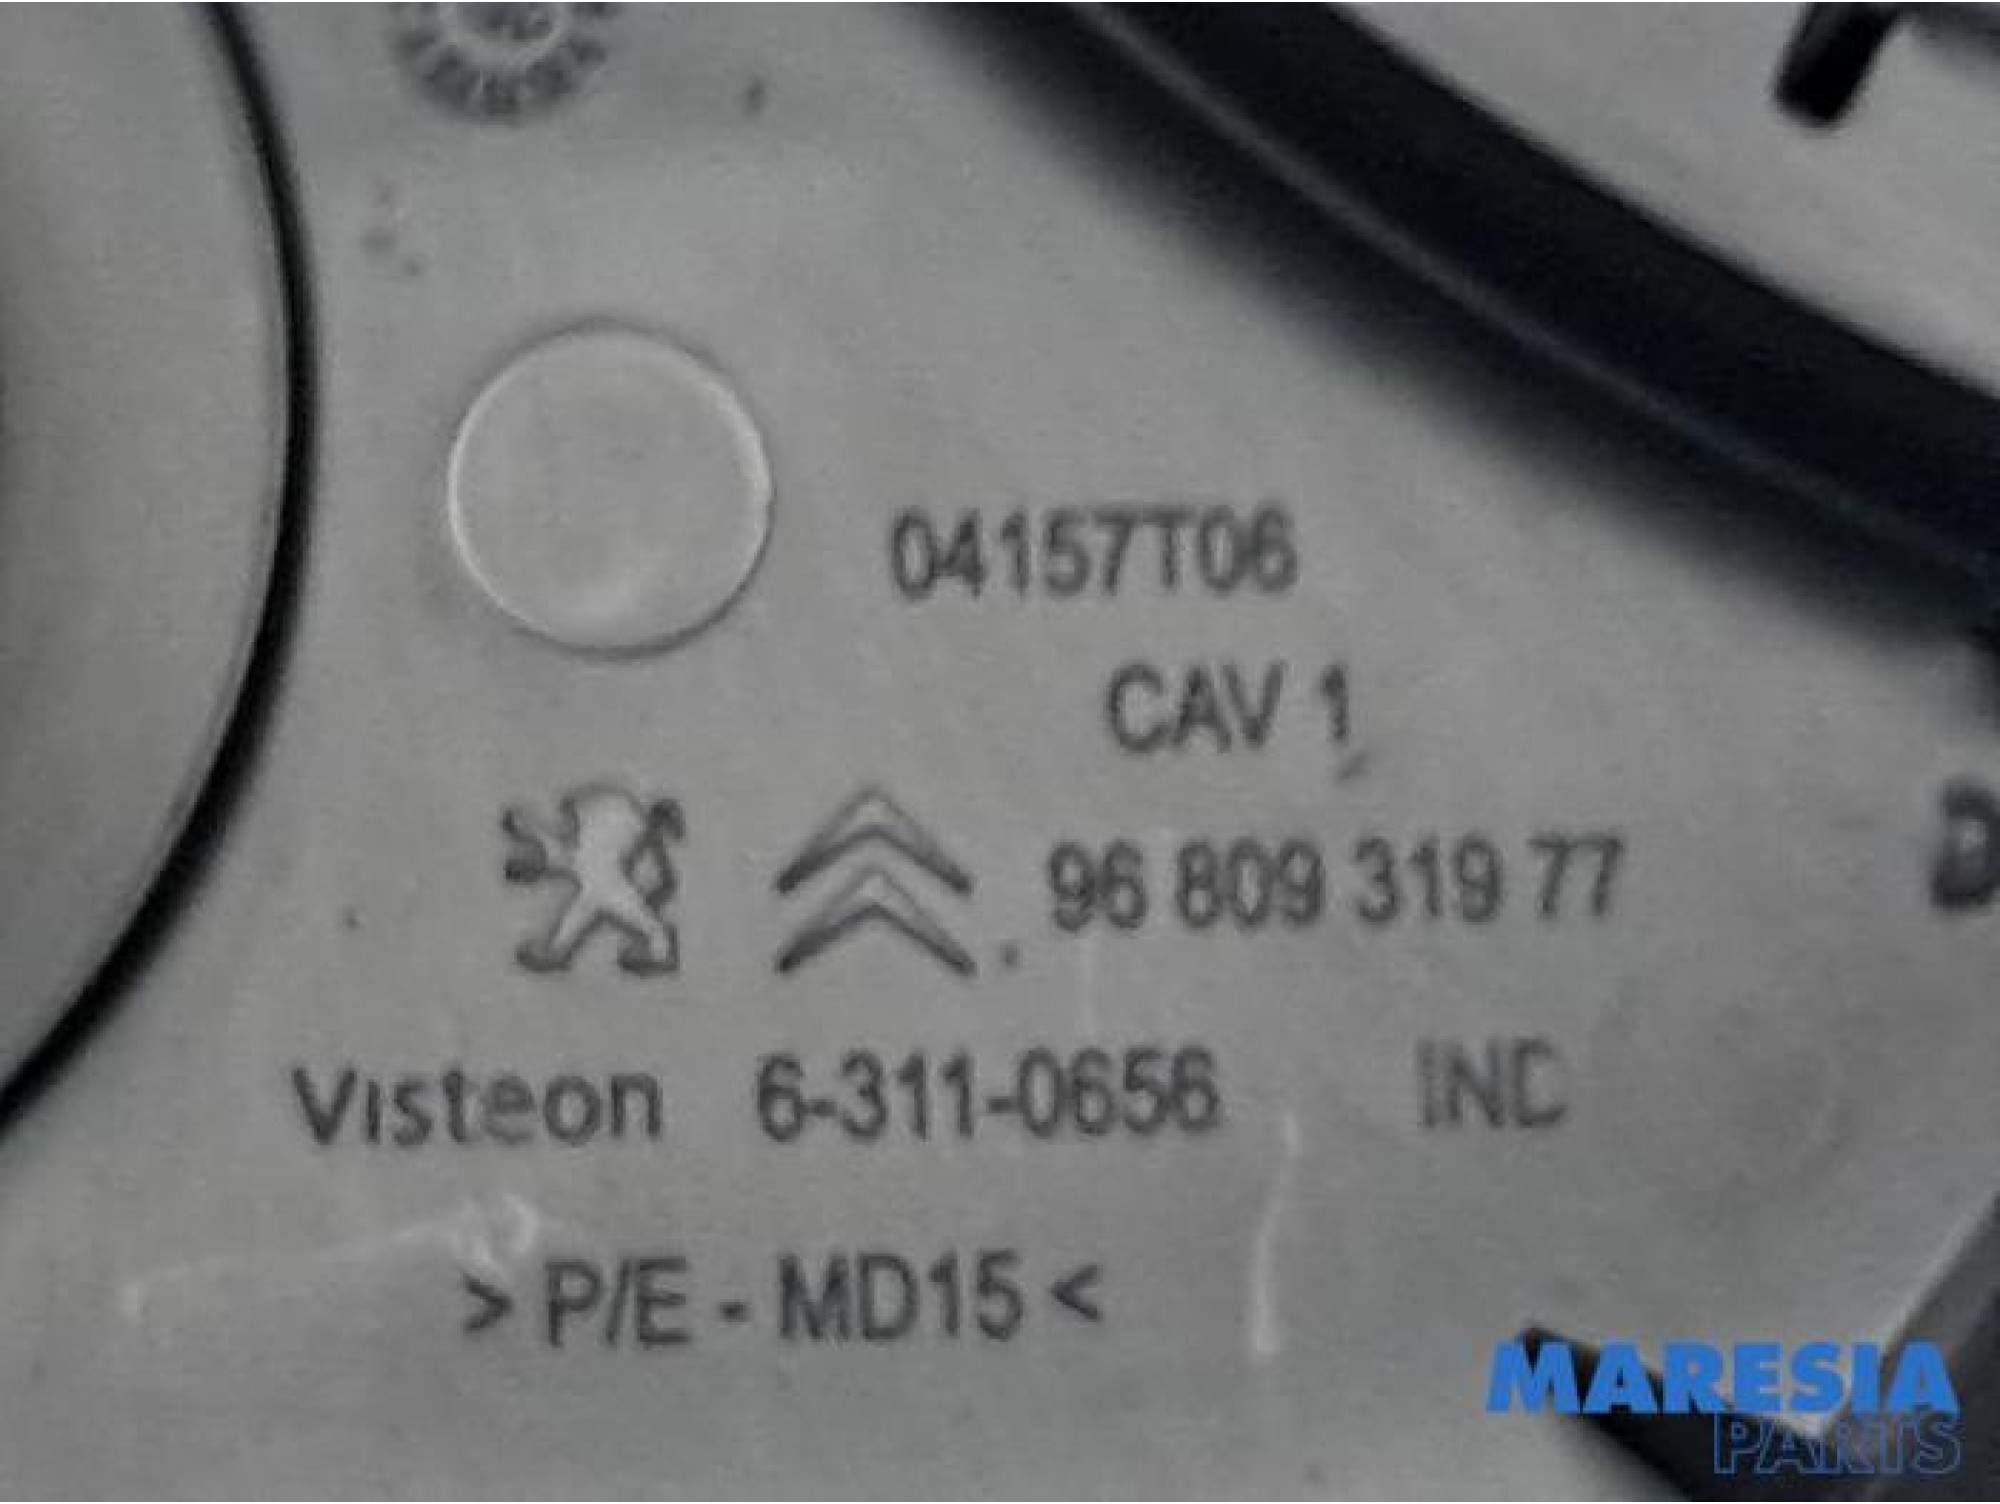 04157T06
CAV 1
96 809 319 77
D
Visteon 6-311-0656 INC
> P/E - MD15 <
MARESIA
PARTS